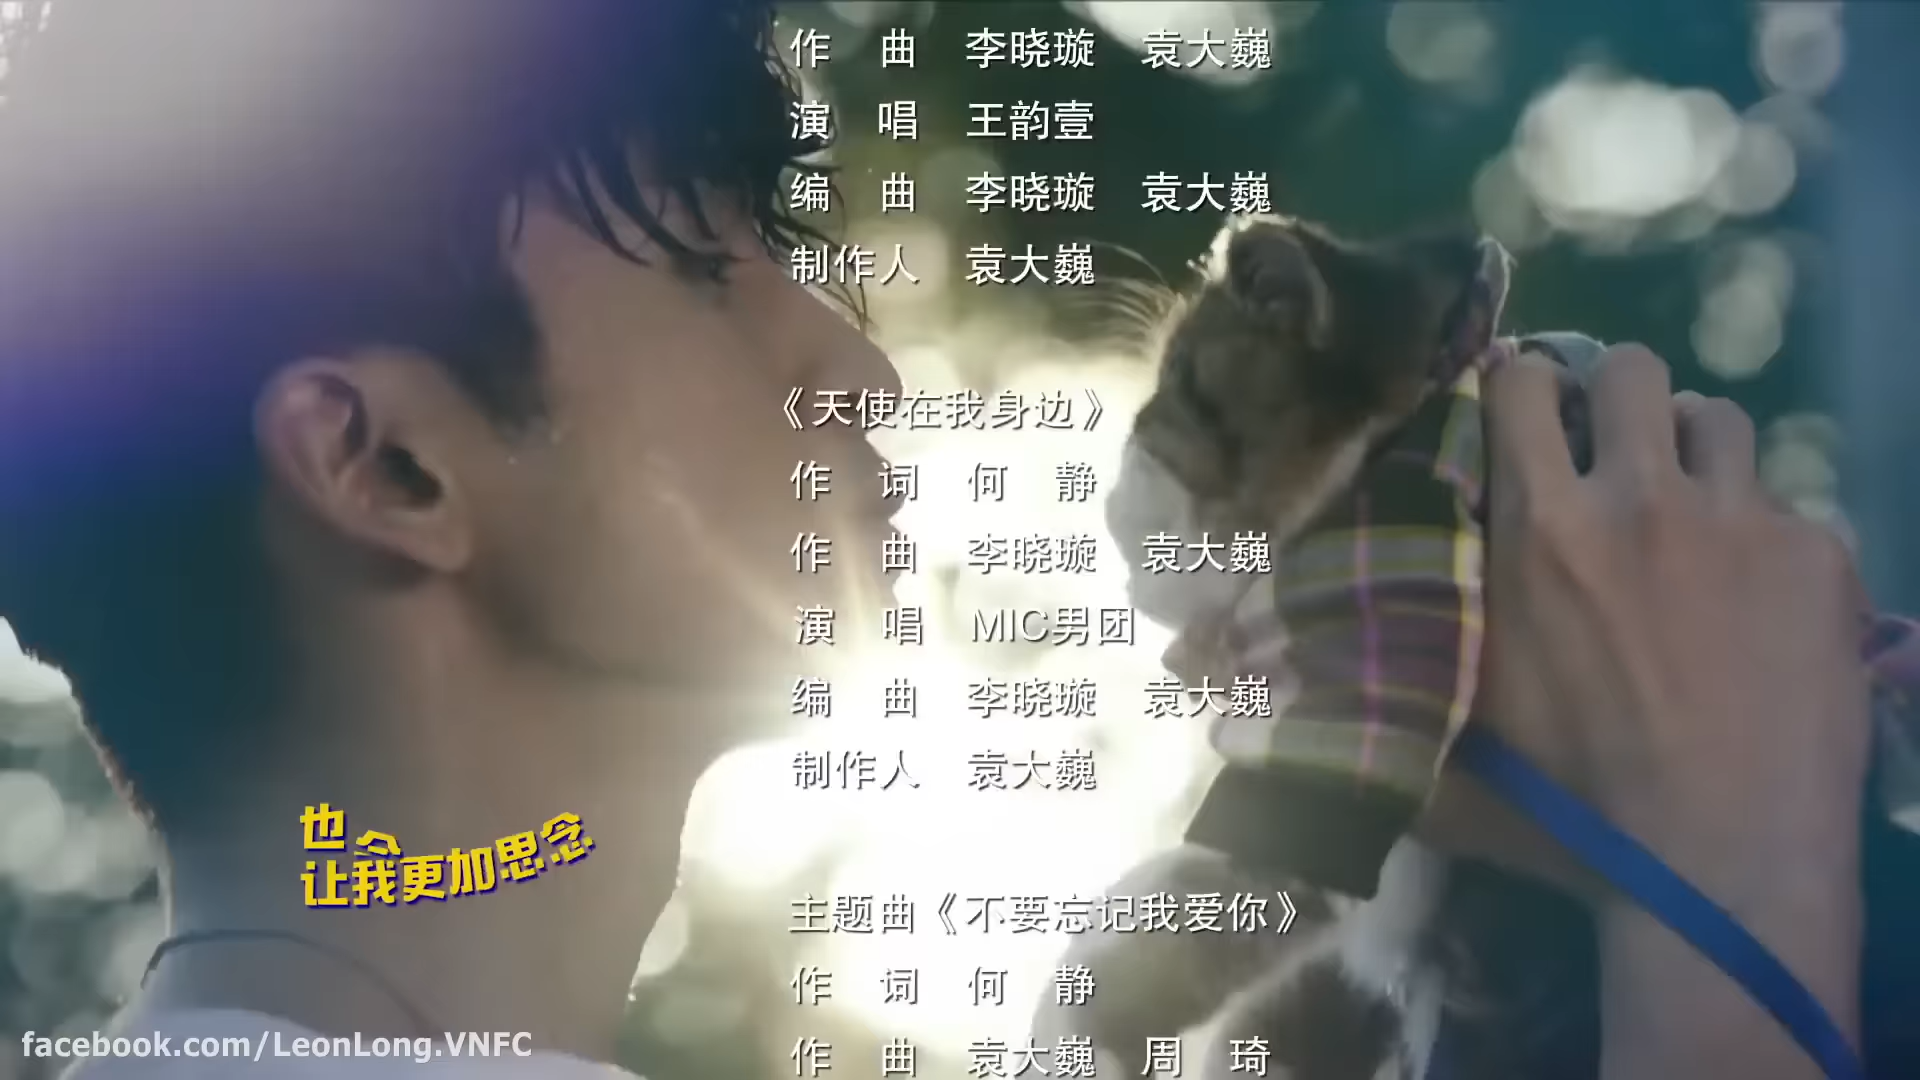 作 曲 李晓璇 袁大巍
演 唱 王韵壹
编 曲 李晓璇 袁大巍
制作人 袁大巍
《天使在我身边》
作 词 何 静
作 曲 李晓璇 袁大巍
演 唱 MIC男团
编 曲 李晓璇 袁大巍
制作人 袁大巍
也会
让我更加思念
主题曲《不要忘记我爱你》
作 词 何 静
作 曲 袁大巍 周 琦
facebook.com/LeonLong.VNFC